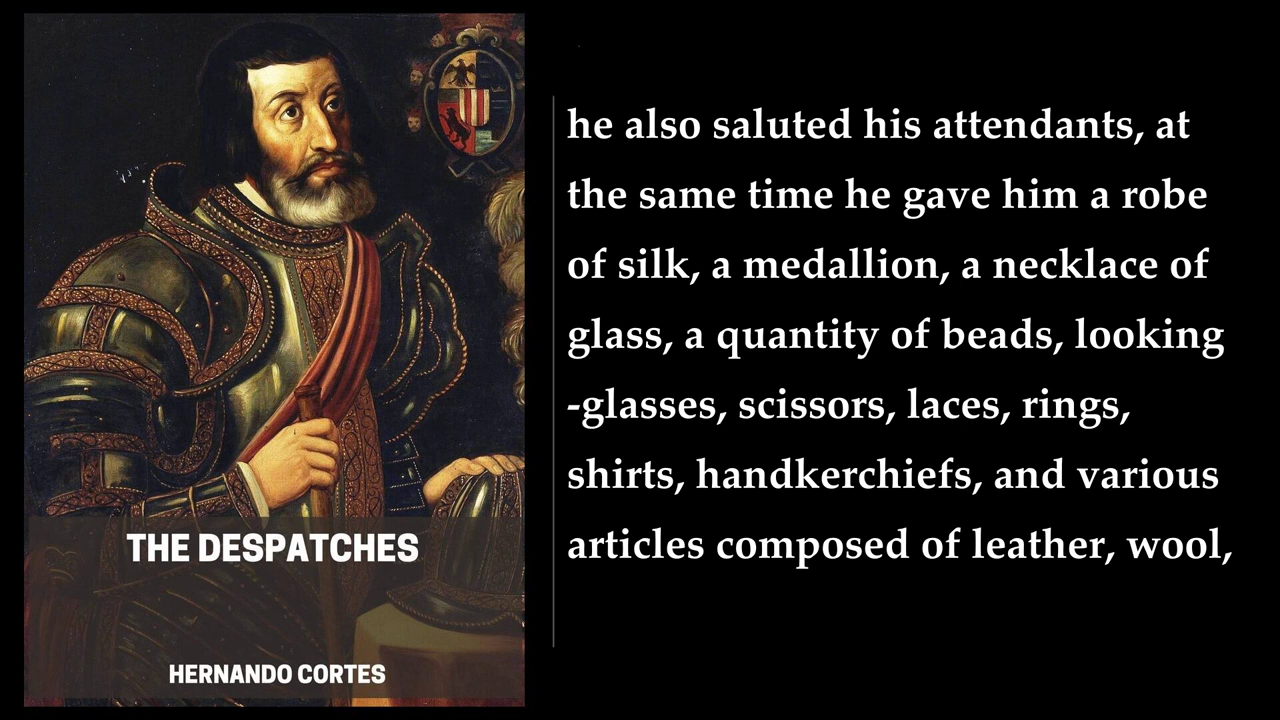 THE DESPATCHES
HERNANDO CORTES
he also saluted his attendants, at
the same time he gave him a robe
of silk, a medallion, a necklace of
glass, a quantity of beads, looking
-glasses, scissors, laces, rings,
shirts, handkerchiefs, and various
articles composed of leather, wool,